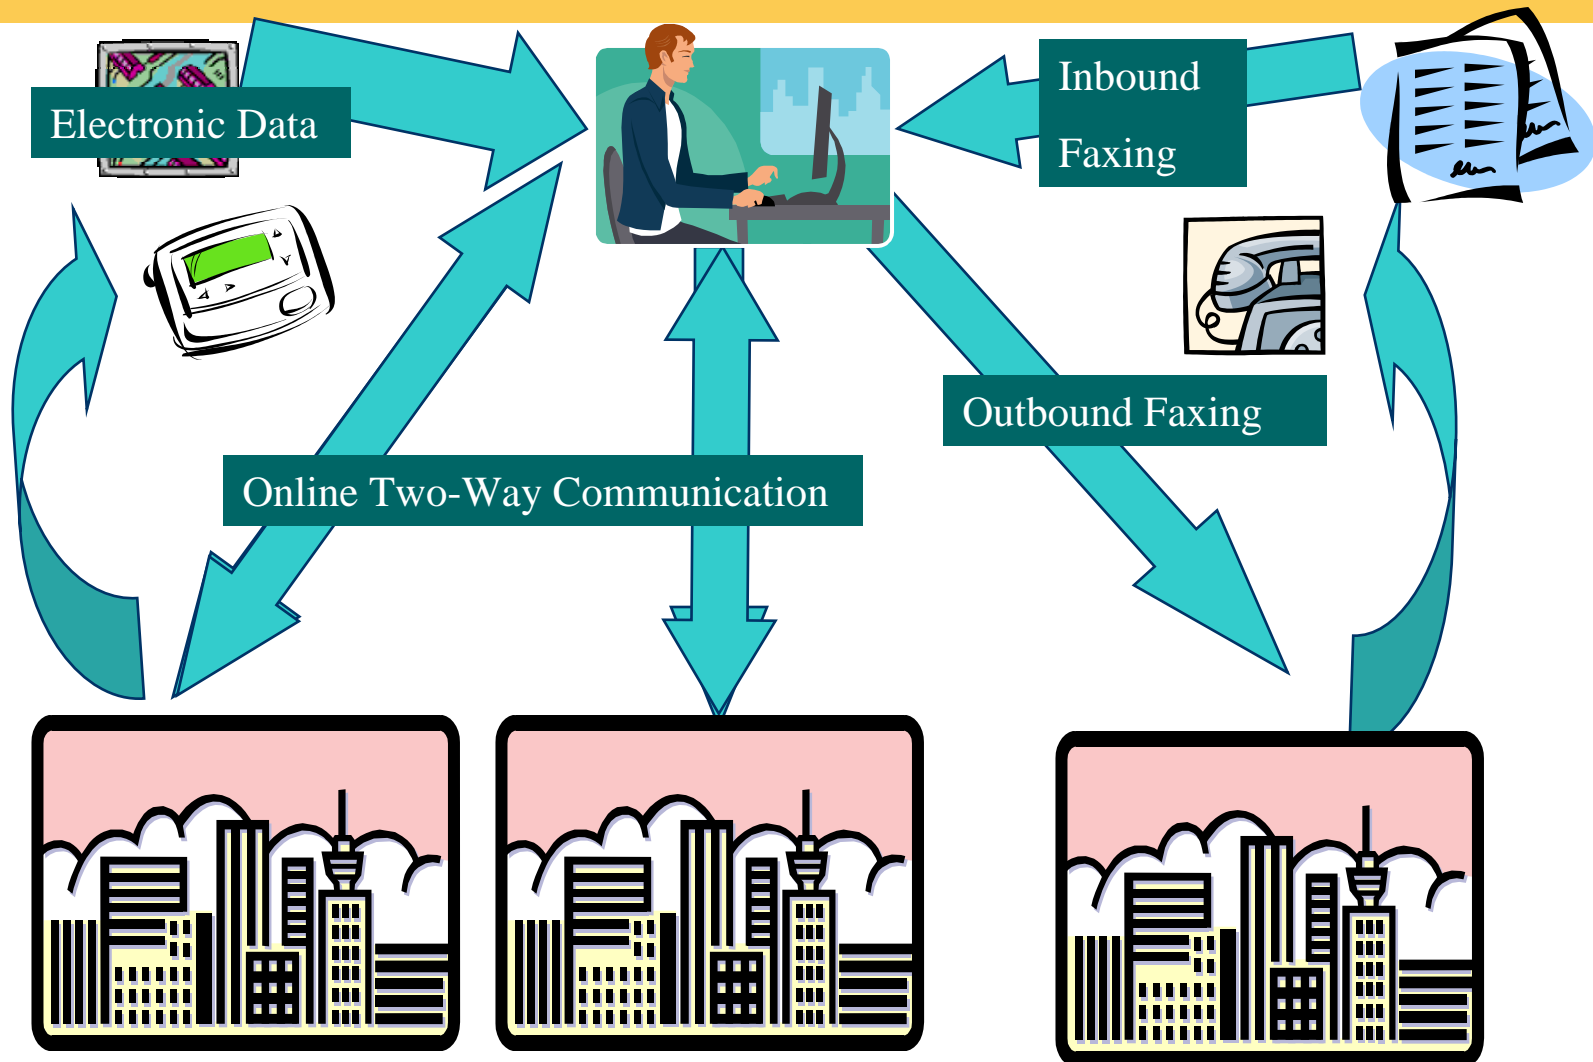 Electronic Data
Inbound
Faxing
Outbound Faxing
Online Two-Way Communication